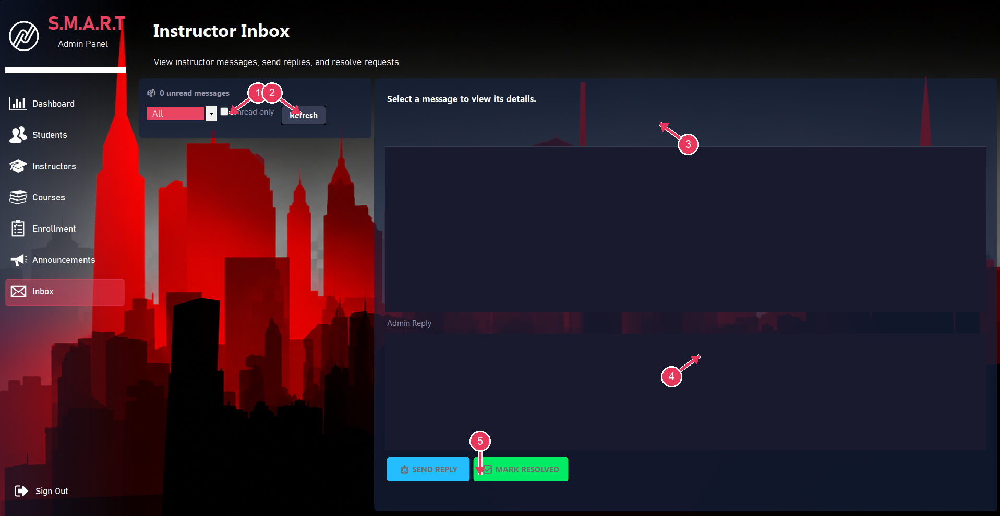 S.M.A.R.T
Admin Panel
Dashboard
Students
Instructors
Courses
Enrollment
Announcements
Inbox
Sign Out
Instructor Inbox
View instructor messages, send replies, and resolve requests
0 unread messages
1
2
All
Unread only
Refresh
Select a message to view its details.
3
Admin Reply
4
5
SEND REPLY
MARK RESOLVED